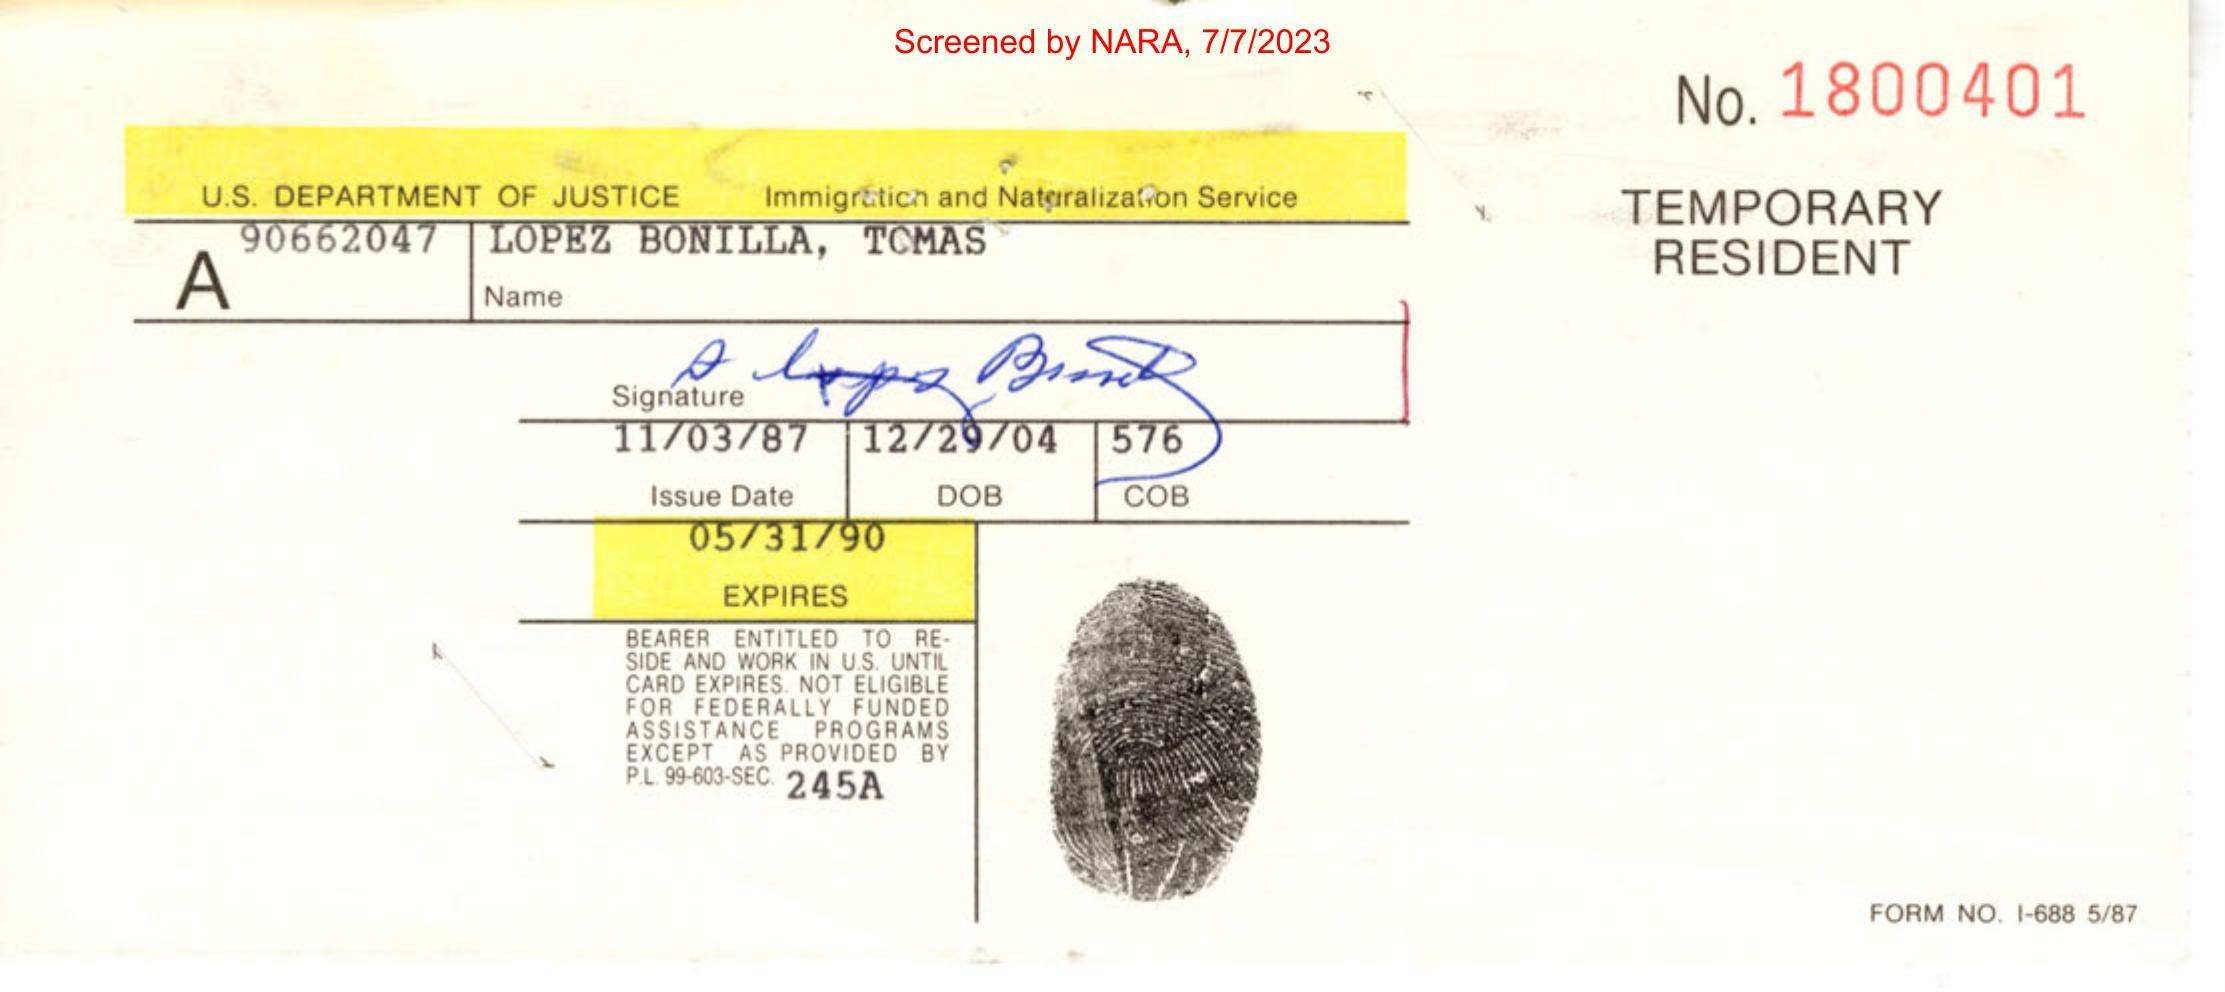 Screened by NARA, 7/7/2023
No. 1800401
U.S. DEPARTMENT OF JUSTICE Immigration and Naturalization Service
TEMPORARY
RESIDENT
A 90662047
LOPEZ BONILLA, TOMAS
Name
Lopez
Signature
11/03/87 12/29/04 576
Issue Date DOB COB
05/31/90
EXPIRES
BEARER ENTITLED TO RE-
SIDE AND WORK IN U.S. UNTIL
CARD EXPIRES. NOT ELIGIBLE
FOR FEDERALLY FUNDED
ASSISTANCE PROGRAMS
EXCEPT AS PROVIDED BY
P.L. 99-603-SEC. 245A
FORM NO. I-688 5/87